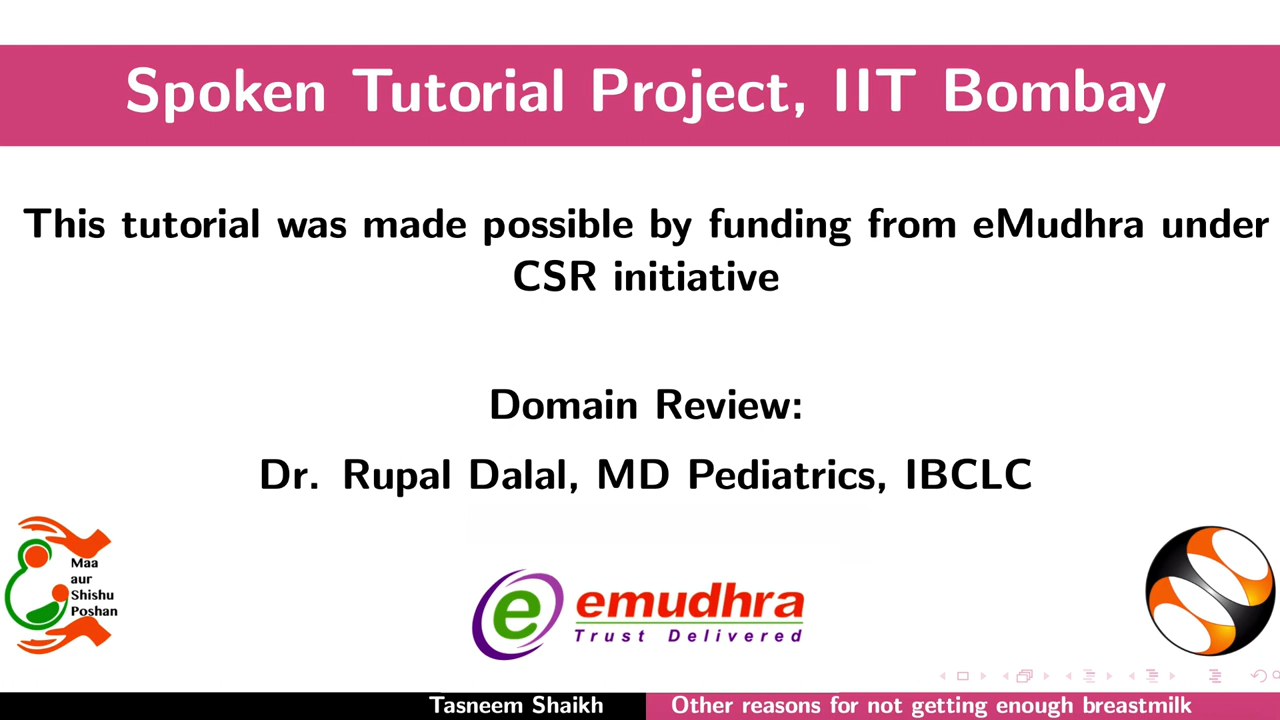 Spoken Tutorial Project, IIT Bombay
This tutorial was made possible by funding from eMudhra under
CSR initiative
Domain Review:
Dr. Rupal Dalal, MD Pediatrics, IBCLC
Maa
aur
Shishu
Poshan
e emudhra
Trust Delivered
Tasneem Shaikh
Other reasons for not getting enough breastmilk